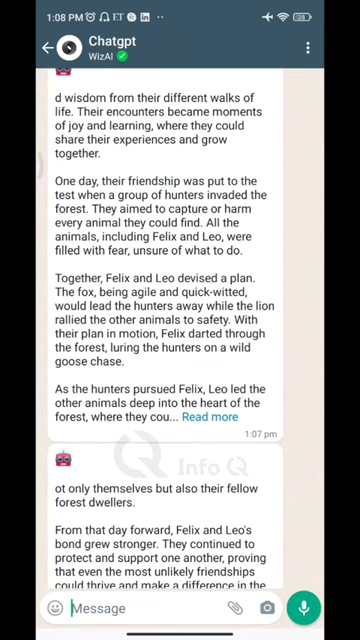 1:08 PM ET in
Chatgpt
WizAI
d wisdom from their different walks of
life. Their encounters became moments
of joy and learning, where they could
share their experiences and grow
together.
One day, their friendship was put to the
test when a group of hunters invaded the
forest. They aimed to capture or harm
every animal they could find. All the
animals, including Felix and Leo, were
filled with fear, unsure of what to do.
Together, Felix and Leo devised a plan.
The fox, being agile and quick-witted,
would lead the hunters away while the lion
rallied the other animals to safety. With
their plan in motion, Felix darted through
the forest, luring the hunters on a wild
goose chase.
As the hunters pursued Felix, Leo led the
other animals deep into the heart of the
forest, where they cou... Read more
1:07 pm
Info Q
ot only themselves but also their fellow
forest dwellers.
From that day forward, Felix and Leo's
bond grew stronger. They continued to
protect and support one another, proving
that even the most unlikely friendships
could thrive and make a difference in the
Message